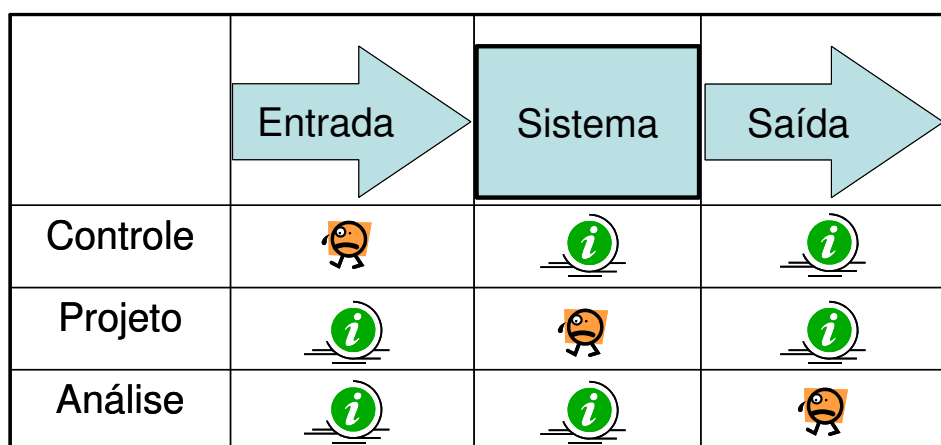 Entrada Sistema Saída
Controle i i
Projeto i i
Análise i i